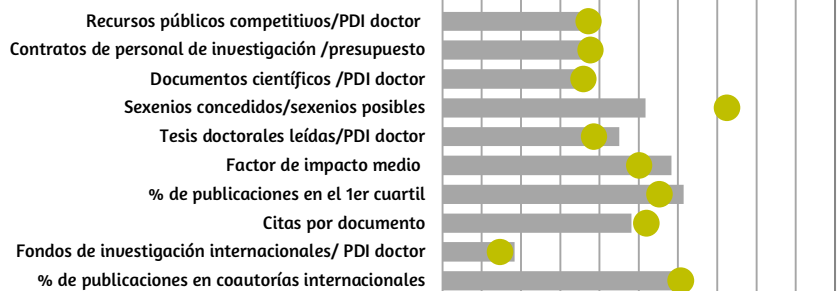 Recursos públicos competitivos/PDI doctor
Contratos de personal de investigación /presupuesto
Documentos científicos /PDI doctor
Sexenios concedidos/sexenios posibles
Tesis doctorales leídas/PDI doctor
Factor de impacto medio
% de publicaciones en el 1er cuartil
Citas por documento
Fondos de investigación internacionales/ PDI doctor
% de publicaciones en coautorías internacionales